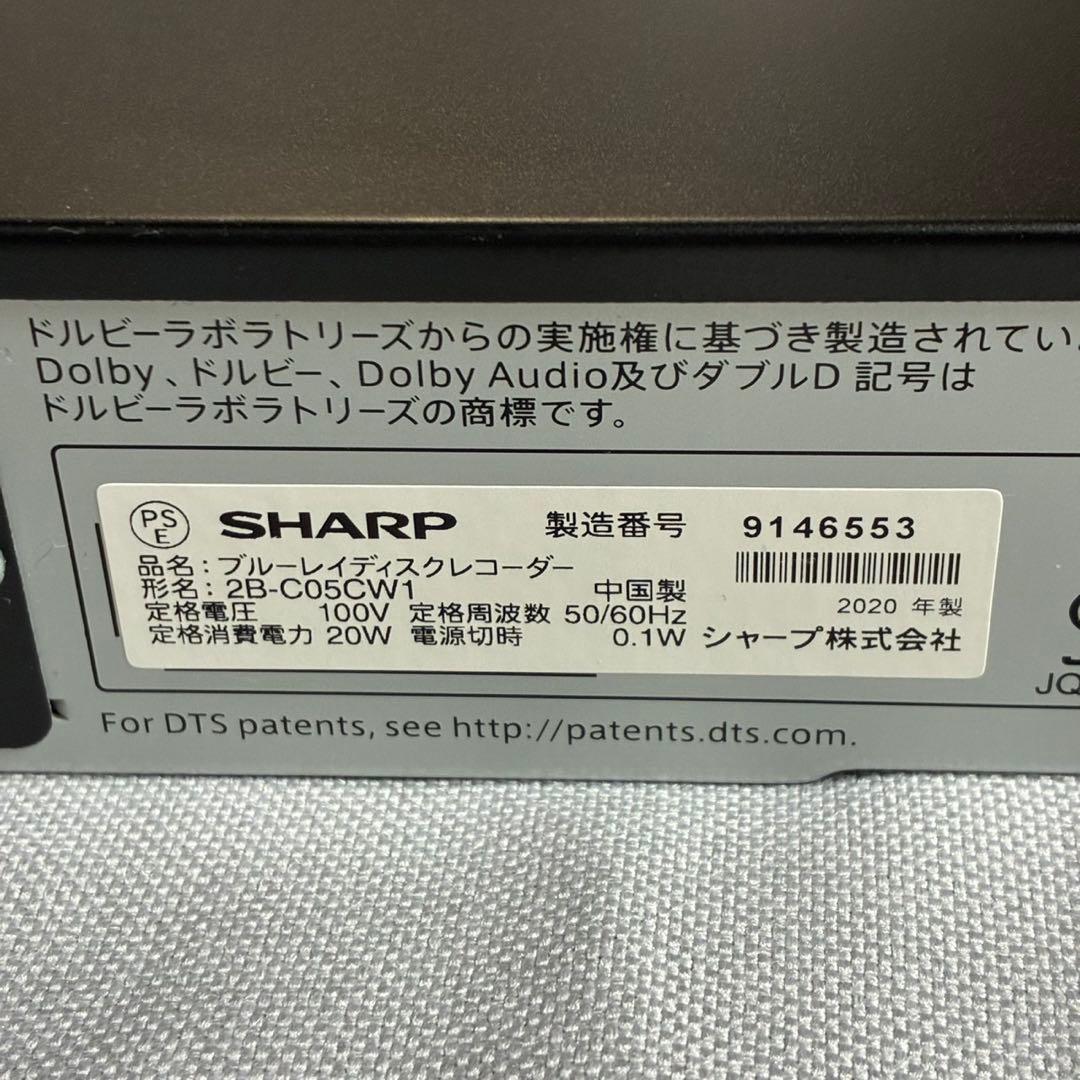 ドルビーラボラトリーズからの実施権に基づき製造されてい
Dolby、ドルビー、Dolby Audio及びダブルD 記号は
ドルビーラボラトリーズの商標です。
PS E SHARP 製造番号 9146553
品名：ブルーレイディスクレコーダー
形名：2B-C05CW1 中国製
2020 年製
定格電圧 100V 定格周波数 50/60Hz
定格消費電力 20W 電源切時 0.1W シャープ株式会社
JQ
For DTS patents, see http://patents.dts.com.